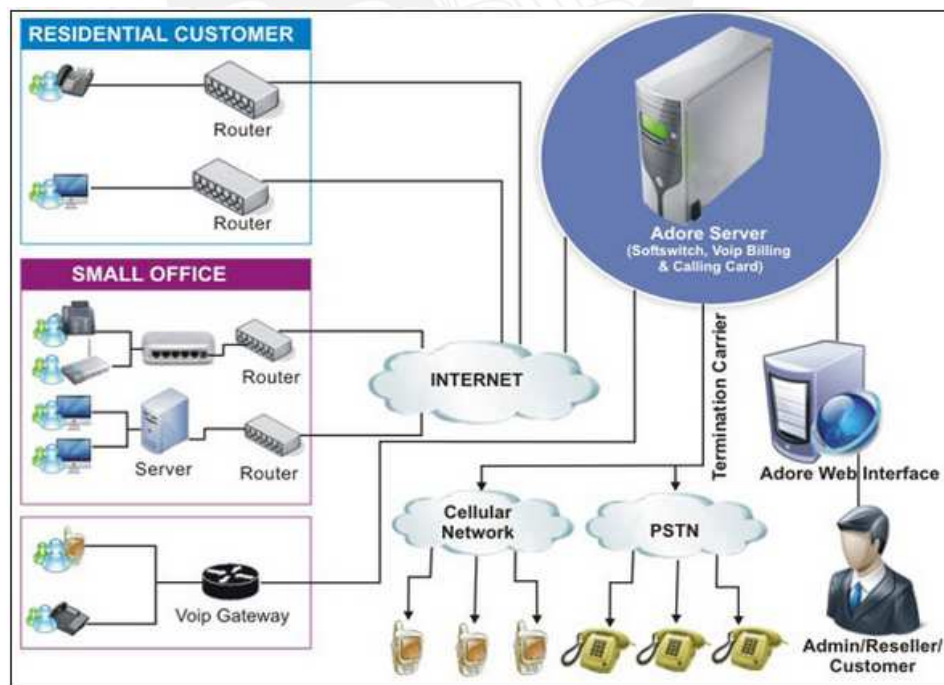 RESIDENTIAL CUSTOMER
Router
Router
Adore Server
(Softswitch, Voip Billing
& Calling Card)
SMALL OFFICE
Router
Server
Router
INTERNET
Termination Carrier
Adore Web Interface
Cellular
Network
PSTN
Voip Gateway
Admin/Reseller/
Customer